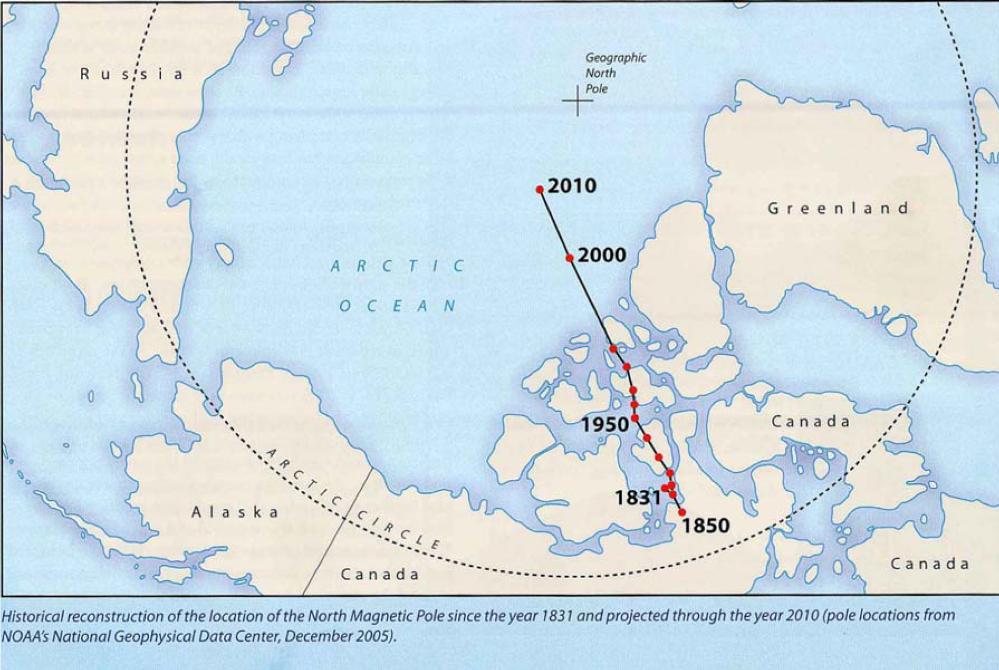 Geographic
North
Pole
Russia
2010
Greenland
2000
ARCTIC
OCEAN
1950
Canada
ARCTIC CIRCLE
1831
Alaska
1850
Canada
Canada
Historical reconstruction of the location of the North Magnetic Pole since the year 1831 and projected through the year 2010 (pole locations from
NOAA's National Geophysical Data Center, December 2005).